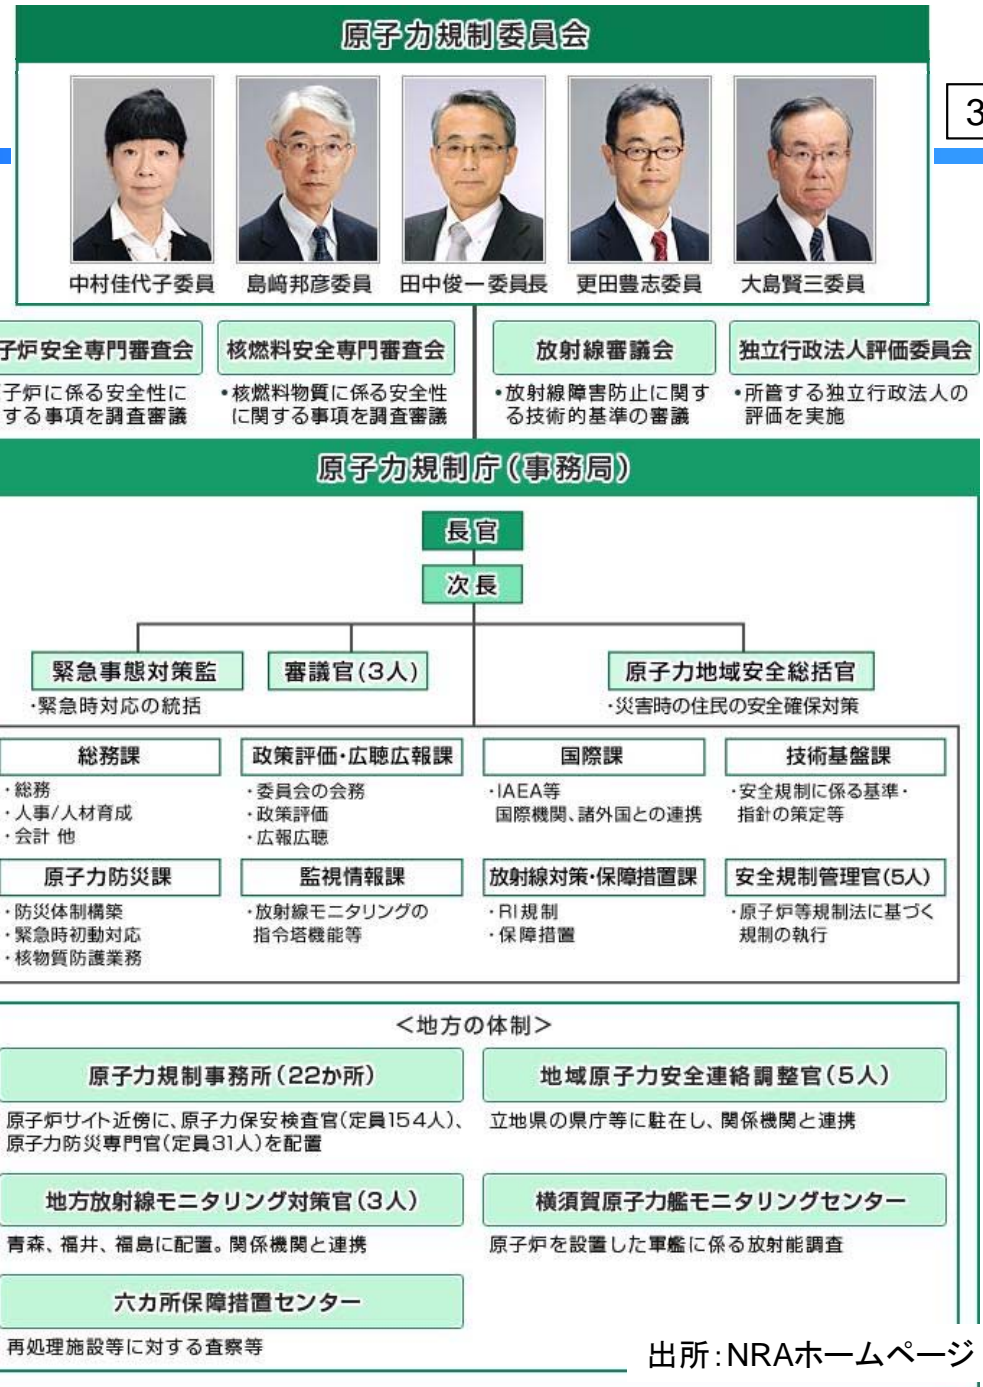 原子力規制委員会
3
中村佳代子委員
島﨑邦彦委員
田中俊一委員長
更田豊志委員
大島賢三委員
子炉安全専門審査会
核燃料安全専門審査会
放射線審議会
独立行政法人評価委員会
子炉に係る安全性に
する事項を調査審議
・核燃料物質に係る安全性
に関する事項を調査審議
・放射線障害防止に関す
る技術的基準の審議
・所管する独立行政法人の
評価を実施
原子力規制庁(事務局)
長官
次長
緊急事態対策監
審議官(3人)
原子力地域安全総括官
・緊急時対応の統括
・災害時の住民の安全確保対策
総務課
政策評価・広聴広報課
国際課
技術基盤課
・総務
・人事/人材育成
・会計 他
・委員会の会務
・政策評価
・広報広聴
・IAEA等
国際機関、諸外国との連携
・安全規制に係る基準・
指針の策定等
原子力防災課
監視情報課
放射線対策・保障措置課
安全規制管理官(5人)
・防災体制構築
・緊急時初動対応
・核物質防護業務
・放射線モニタリングの
指令塔機能等
・RI規制
・保障措置
・原子炉等規制法に基づく
規制の執行
<地方の体制>
原子力規制事務所(22か所)
地域原子力安全連絡調整官(5人)
原子炉サイト近傍に、原子力保安検査官(定員154人)、
原子力防災専門官(定員31人)を配置
立地県の県庁等に駐在し、関係機関と連携
地方放射線モニタリング対策官(3人)
横須賀原子力艦モニタリングセンター
青森、福井、福島に配置。関係機関と連携
原子炉を設置した軍艦に係る放射能調査
六カ所保障措置センター
再処理施設等に対する査察等
出所:NRAホームページ